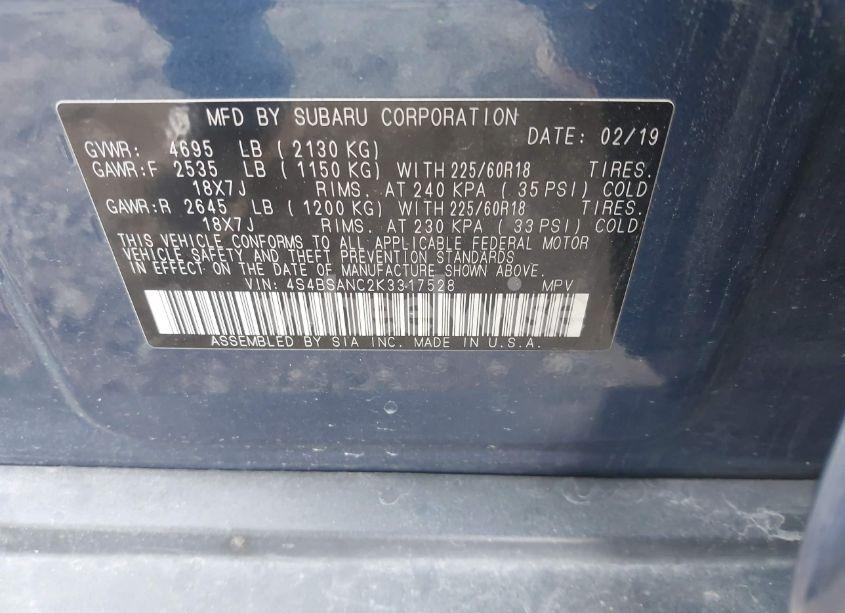 MFD BY SUBARU CORPORATION
DATE: 02/19
GVWR: 4695 LB ( 2130 KG)
GAWR:F 2535 LB ( 1150 KG) WITH 225/60R18 TIRES.
18X7J RIMS. AT 240 KPA ( 35 PSI) COLD
GAWR:R 2645 LB ( 1200 KG) WITH 225/60R18 TIRES.
18X7J RIMS. AT 230 KPA ( 33 PSI) COLD
THIS VEHICLE CONFORMS TO ALL APPLICABLE FEDERAL MOTOR
VEHICLE SAFETY AND THEFT PREVENTION STANDARDS
IN EFFECT ON THE DATE OF MANUFACTURE SHOWN ABOVE.
VIN: 4S4BSANC2K3317528 MPV
ASSEMBLED BY SIA INC. MADE IN U.S.A.